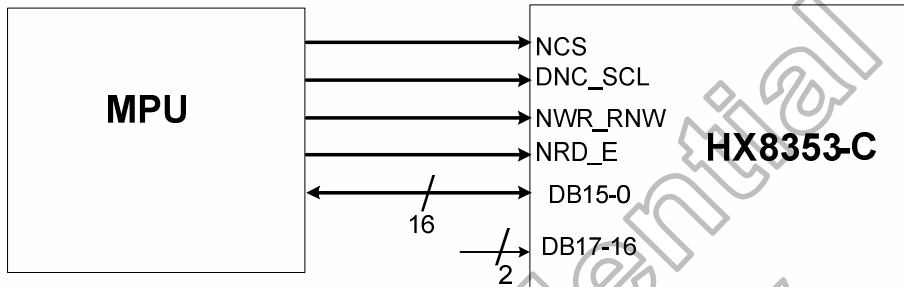 NCS
DNC_SCL
MPU
NWR_RNW
HX8353-C
NRD_E
DB15-0
16
DB17-16
2